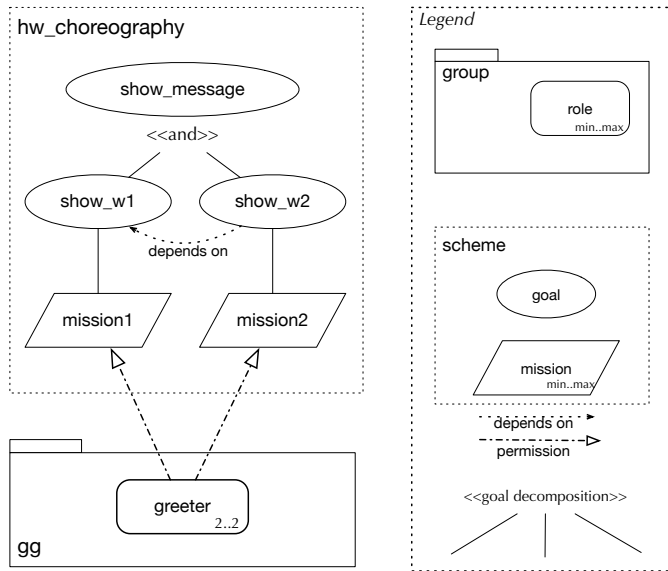 hw_choreography
show_message
<<and>>
show_w1
show_w2
depends on
mission1
mission2
greeter
2..2
gg
Legend
group
role
min..max
scheme
goal
mission
min..max
depends on
permission
<<goal decomposition>>